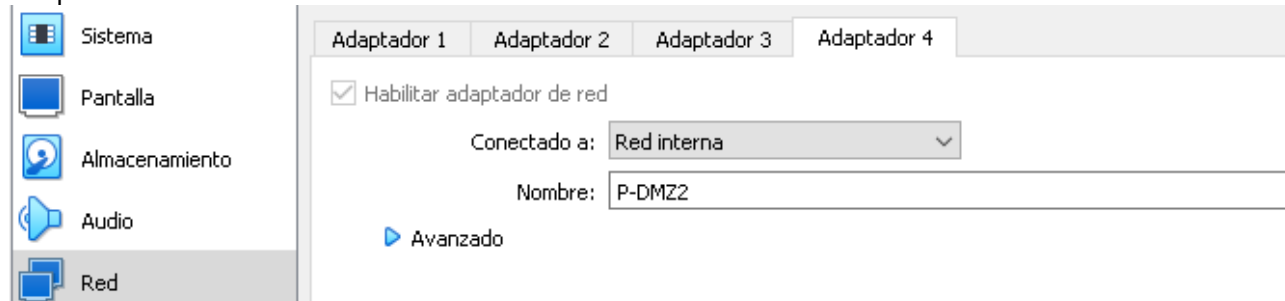 Sistema
Adaptador 1 Adaptador 2 Adaptador 3 Adaptador 4
Pantalla
Habilitar adaptador de red
Conectado a: Red interna
Almacenamiento
Nombre: P-DMZ2
Audio
Avanzado
Red